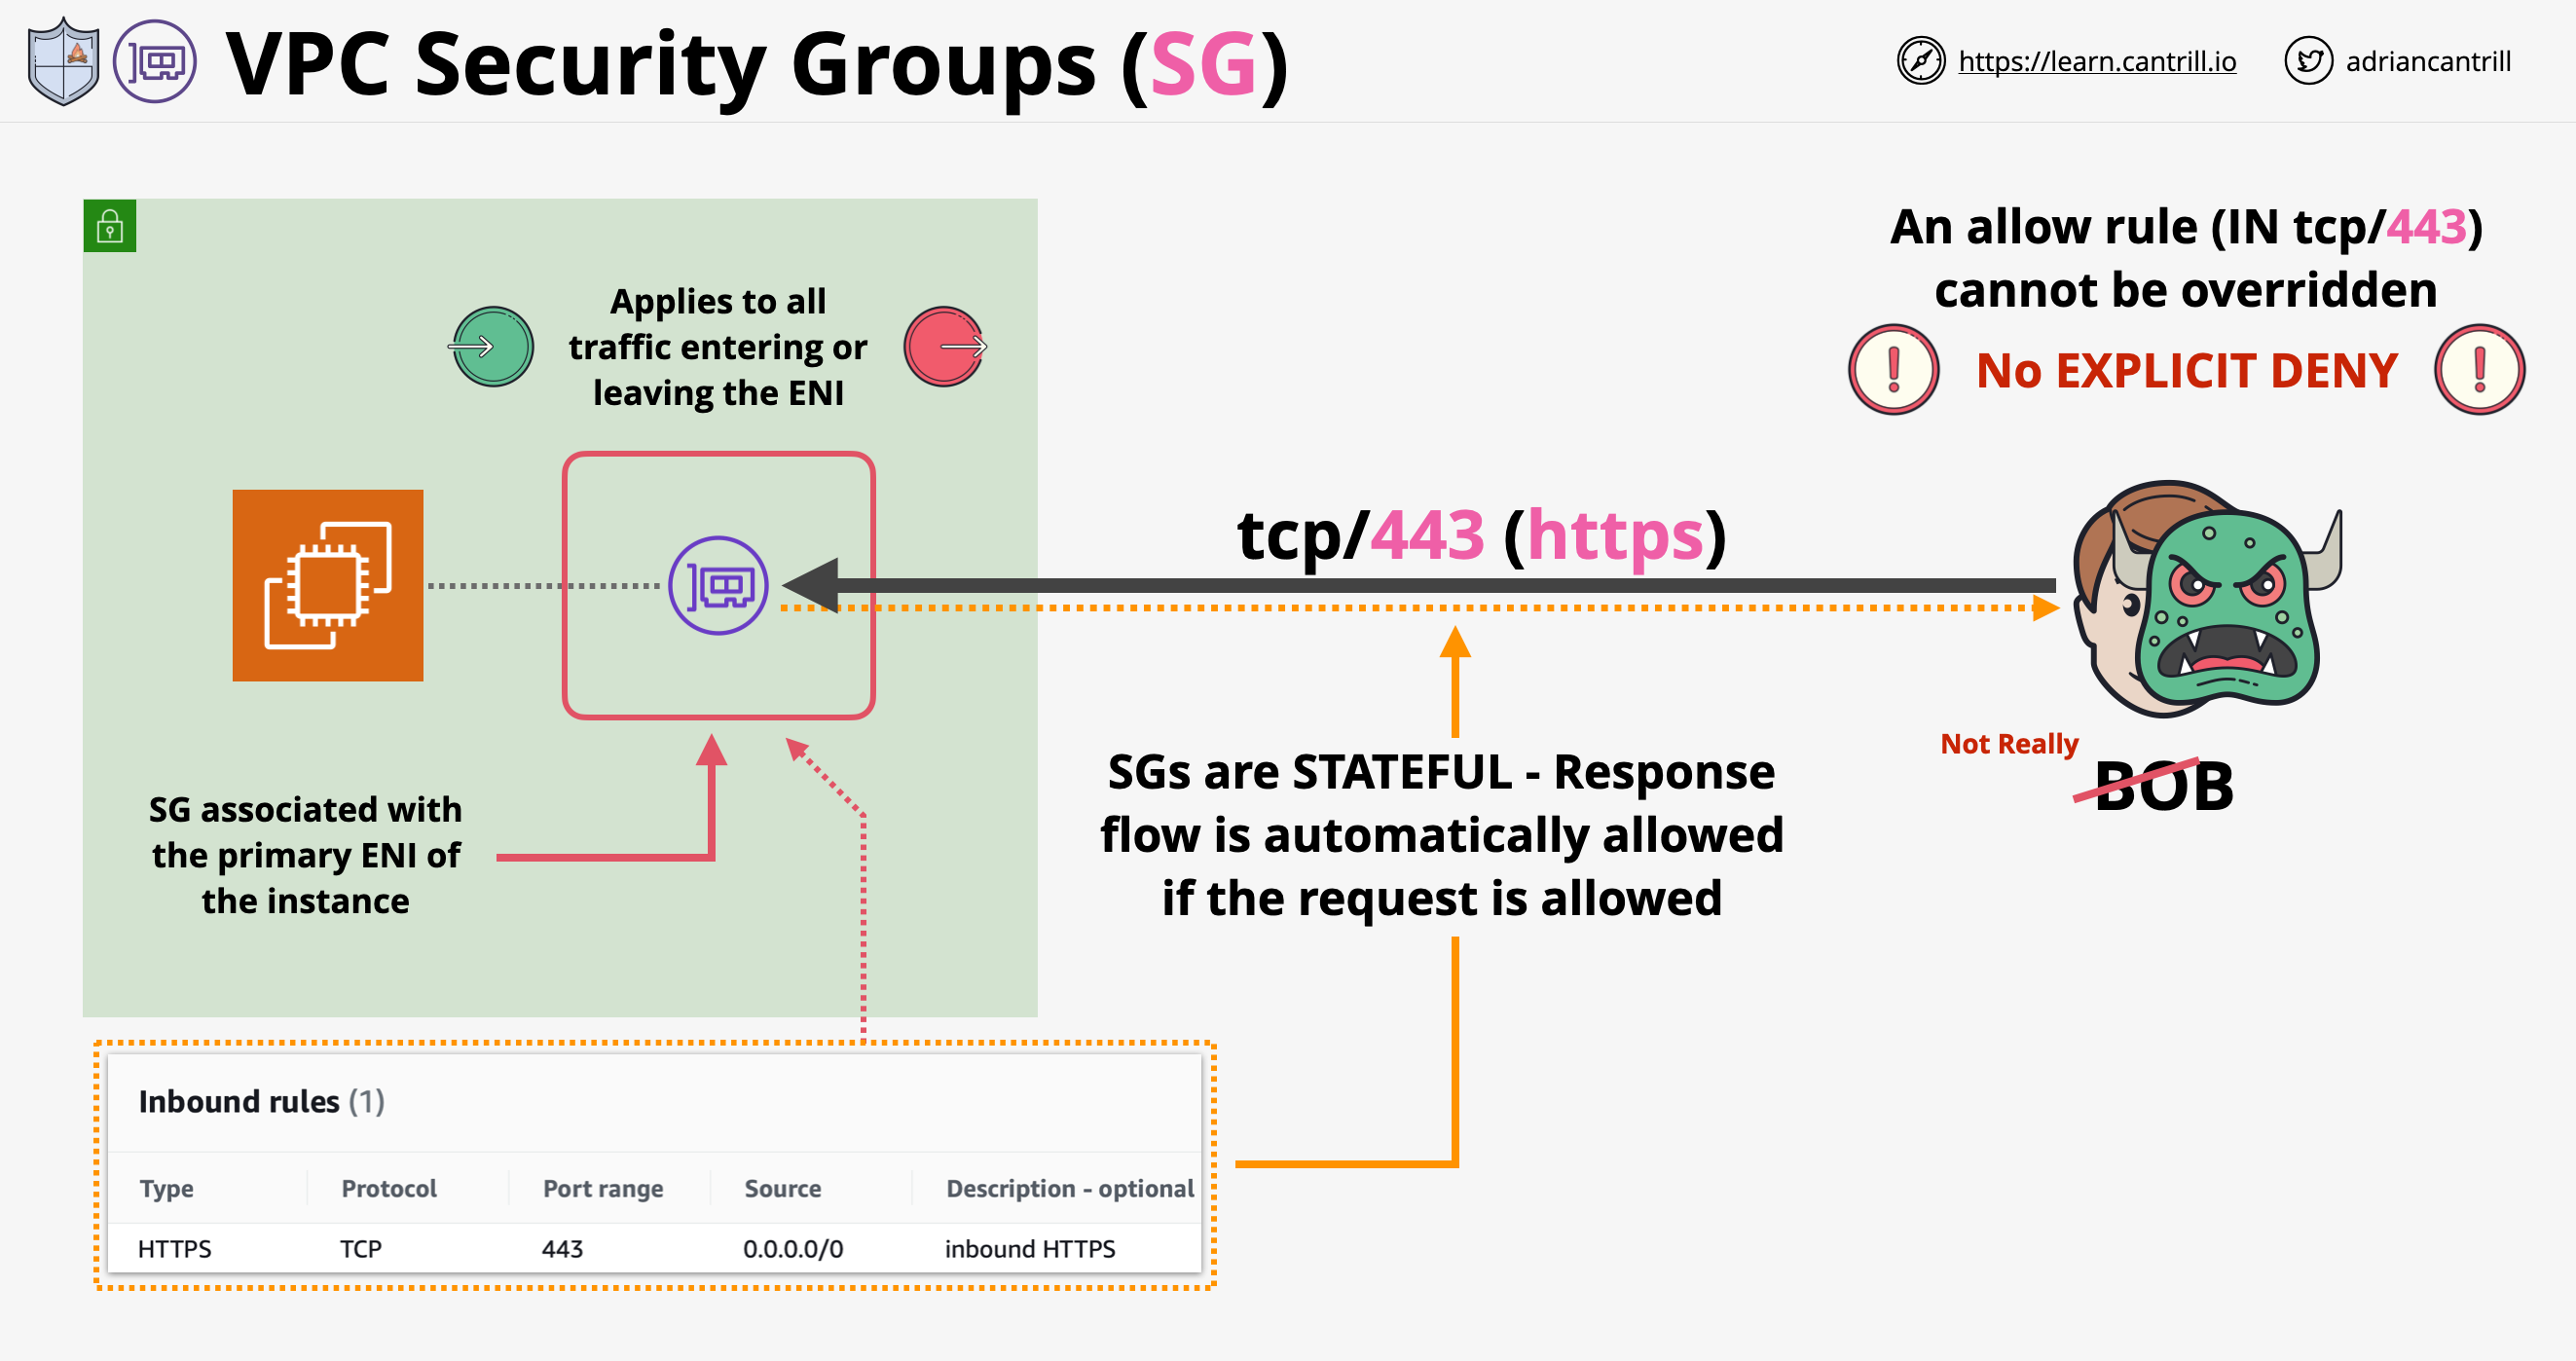 VPC Security Groups (SG)
https://learn.cantrill.io
adriancantrill
Applies to all
traffic entering or
leaving the ENI
An allow rule (IN tcp/443)
cannot be overridden
No EXPLICIT DENY
tcp/443 (https)
Not Really
BOB
SG associated with
the primary ENI of
the instance
SGs are STATEFUL - Response
flow is automatically allowed
if the request is allowed
Inbound rules (1)
Type Protocol Port range Source Description - optional
HTTPS TCP 443 0.0.0.0/0 inbound HTTPS